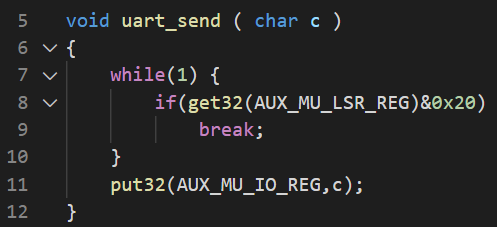 5 void uart_send ( char c )
6 {
7     while(1) {
8         if(get32(AUX_MU_LSR_REG)&0x20)
9             break;
10     }
11     put32(AUX_MU_IO_REG,c);
12 }